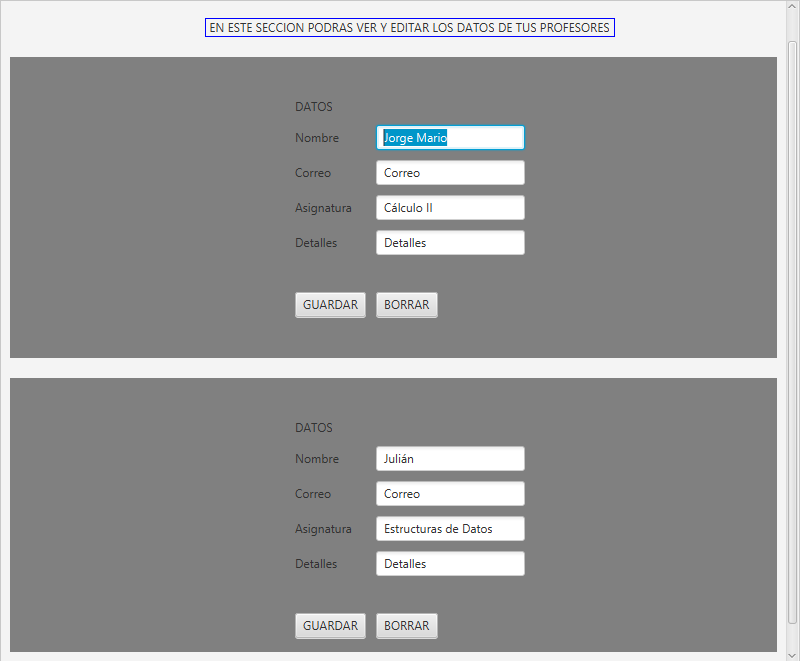 EN ESTE SECCION PODRAS VER Y EDITAR LOS DATOS DE TUS PROFESORES
DATOS
Nombre Jorge Mario
Correo Correo
Asignatura Cálculo II
Detalles Detalles
GUARDAR BORRAR
DATOS
Nombre Julián
Correo Correo
Asignatura Estructuras de Datos
Detalles Detalles
GUARDAR BORRAR